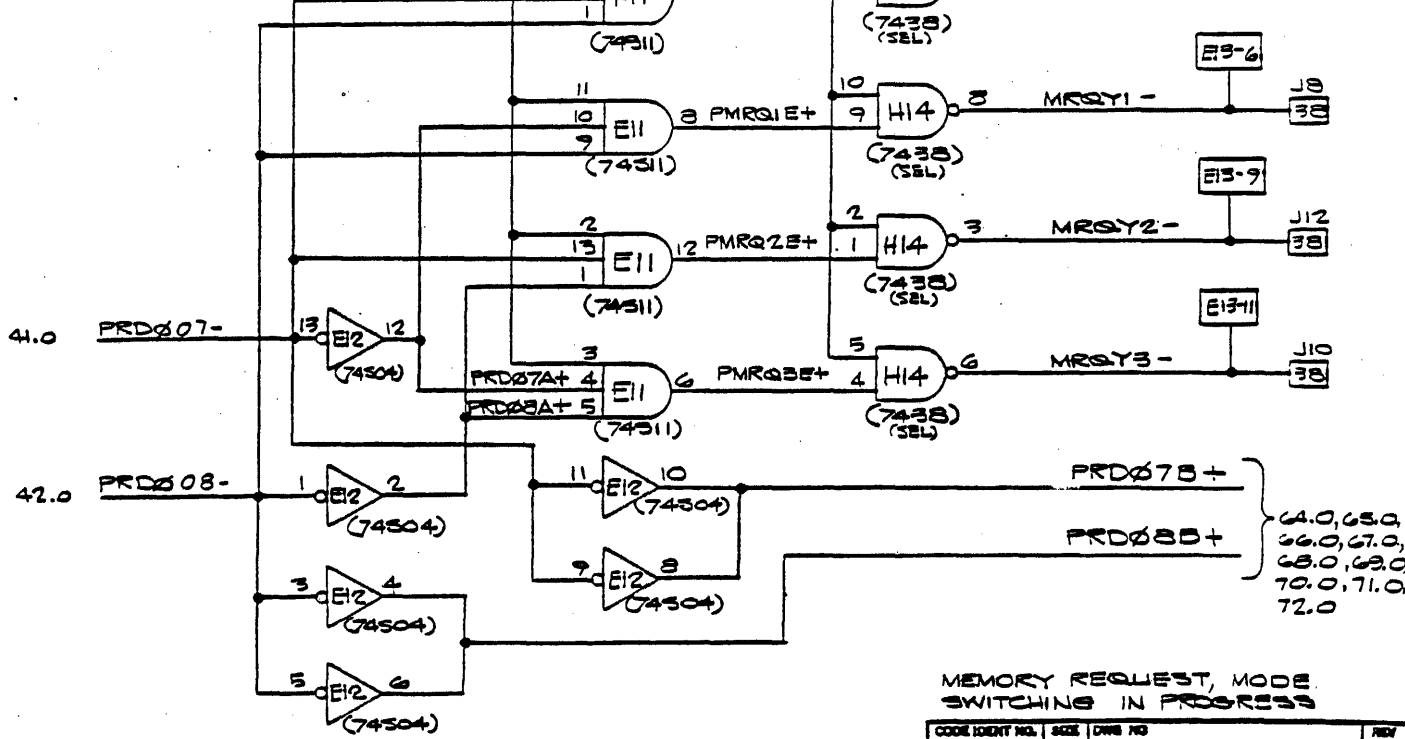 1
(74S11)
(7438)
(SEL)
E13-6
11
10
9
E11
8
PMRQ1E+
(74S11)
10
9
H14
8
MRQY1-
J8
38
(7438)
(SEL)
E13-9
2
13
1
E11
12
PMRQ2E+
(74S11)
2
1
H14
3
MRQY2-
J12
38
(7438)
(SEL)
E13-11
41.0
PRDØ07-
13
E12
12
(74S04)
3
PRD07A+ 4
PRD08A+ 5
E11
6
PMRQ3E+
(74S11)
5
4
H14
6
MRQY3-
J10
38
(7438)
(SEL)
42.0
PRDØ08-
1
E12
2
(74S04)
11
E12
10
(74S04)
PRDØ7B+
9
E12
8
(74S04)
PRDØ8B+
64.0, 65.0,
66.0, 67.0,
68.0, 69.0,
70.0, 71.0,
72.0
3
E12
4
(74S04)
5
E12
6
(74S04)
MEMORY REQUEST, MODE
SWITCHING IN PROGRESS
CODE IDENT NO. SIZE DWG NO REV